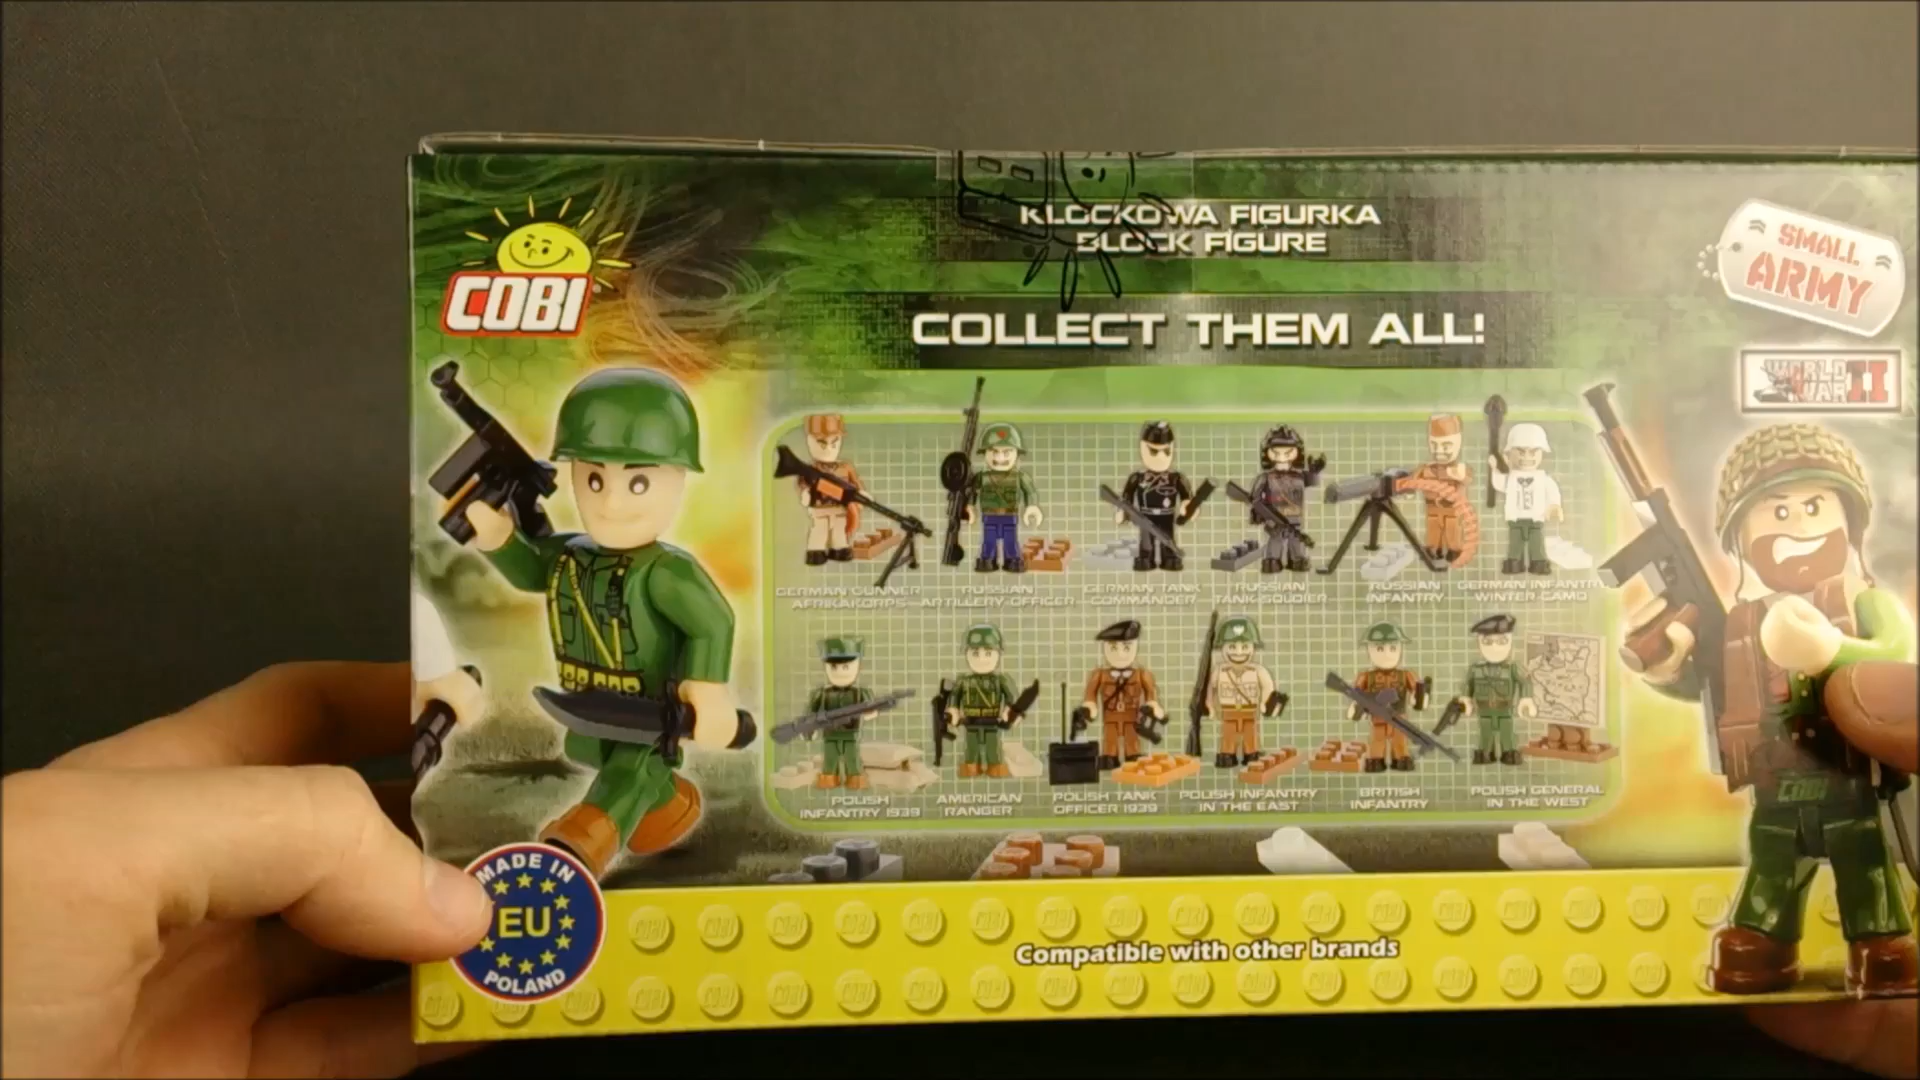 KLOCKOWA FIGURKA
BLOCK FIGURE
COBI
SMALL
ARMY
COLLECT THEM ALL!
WORLD
WAR II
GERMAN GUNNER
AFRIKAKORPS
RUSSIAN
ARTILLERY OFFICER
GERMAN TANK
COMMANDER
RUSSIAN
TANK SOLDIER
RUSSIAN
INFANTRY
GERMAN INFANTRY
WINTER CAMO
POLISH
INFANTRY 1939
AMERICAN
RANGER
POLISH TANK
OFFICER 1939
POLISH INFANTRY
IN THE EAST
BRITISH
INFANTRY
POLISH GENERAL
IN THE WEST
MADE IN
EU
POLAND
Compatible with other brands